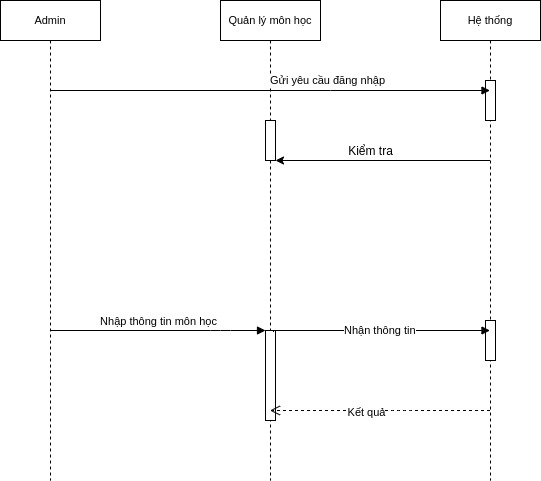 Admin
Quản lý môn học
Hệ thống
Gửi yêu cầu đăng nhập
Kiểm tra
Nhập thông tin môn học
Nhận thông tin
Kết quả